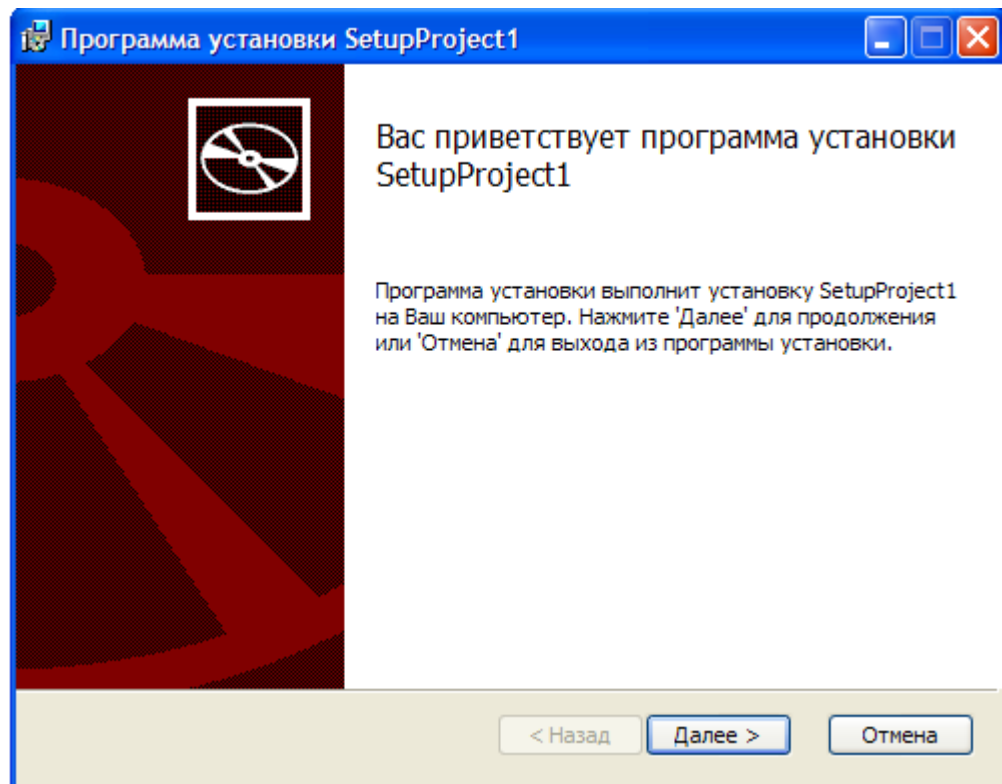 Программа установки SetupProject1
Вас приветствует программа установки
SetupProject1
Программа установки выполнит установку SetupProject1
на Ваш компьютер. Нажмите 'Далее' для продолжения
или 'Отмена' для выхода из программы установки.
< Назад
Далее >
Отмена